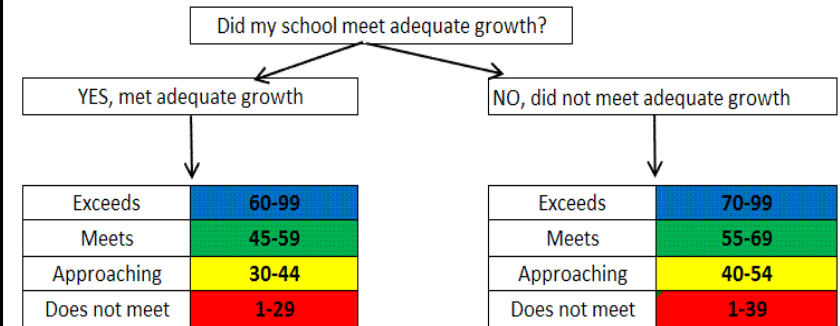 Did my school meet adequate growth?
YES, met adequate growth
NO, did not meet adequate growth
Exceeds 60-99
Meets 45-59
Approaching 30-44
Does not meet 1-29
Exceeds 70-99
Meets 55-69
Approaching 40-54
Does not meet 1-39